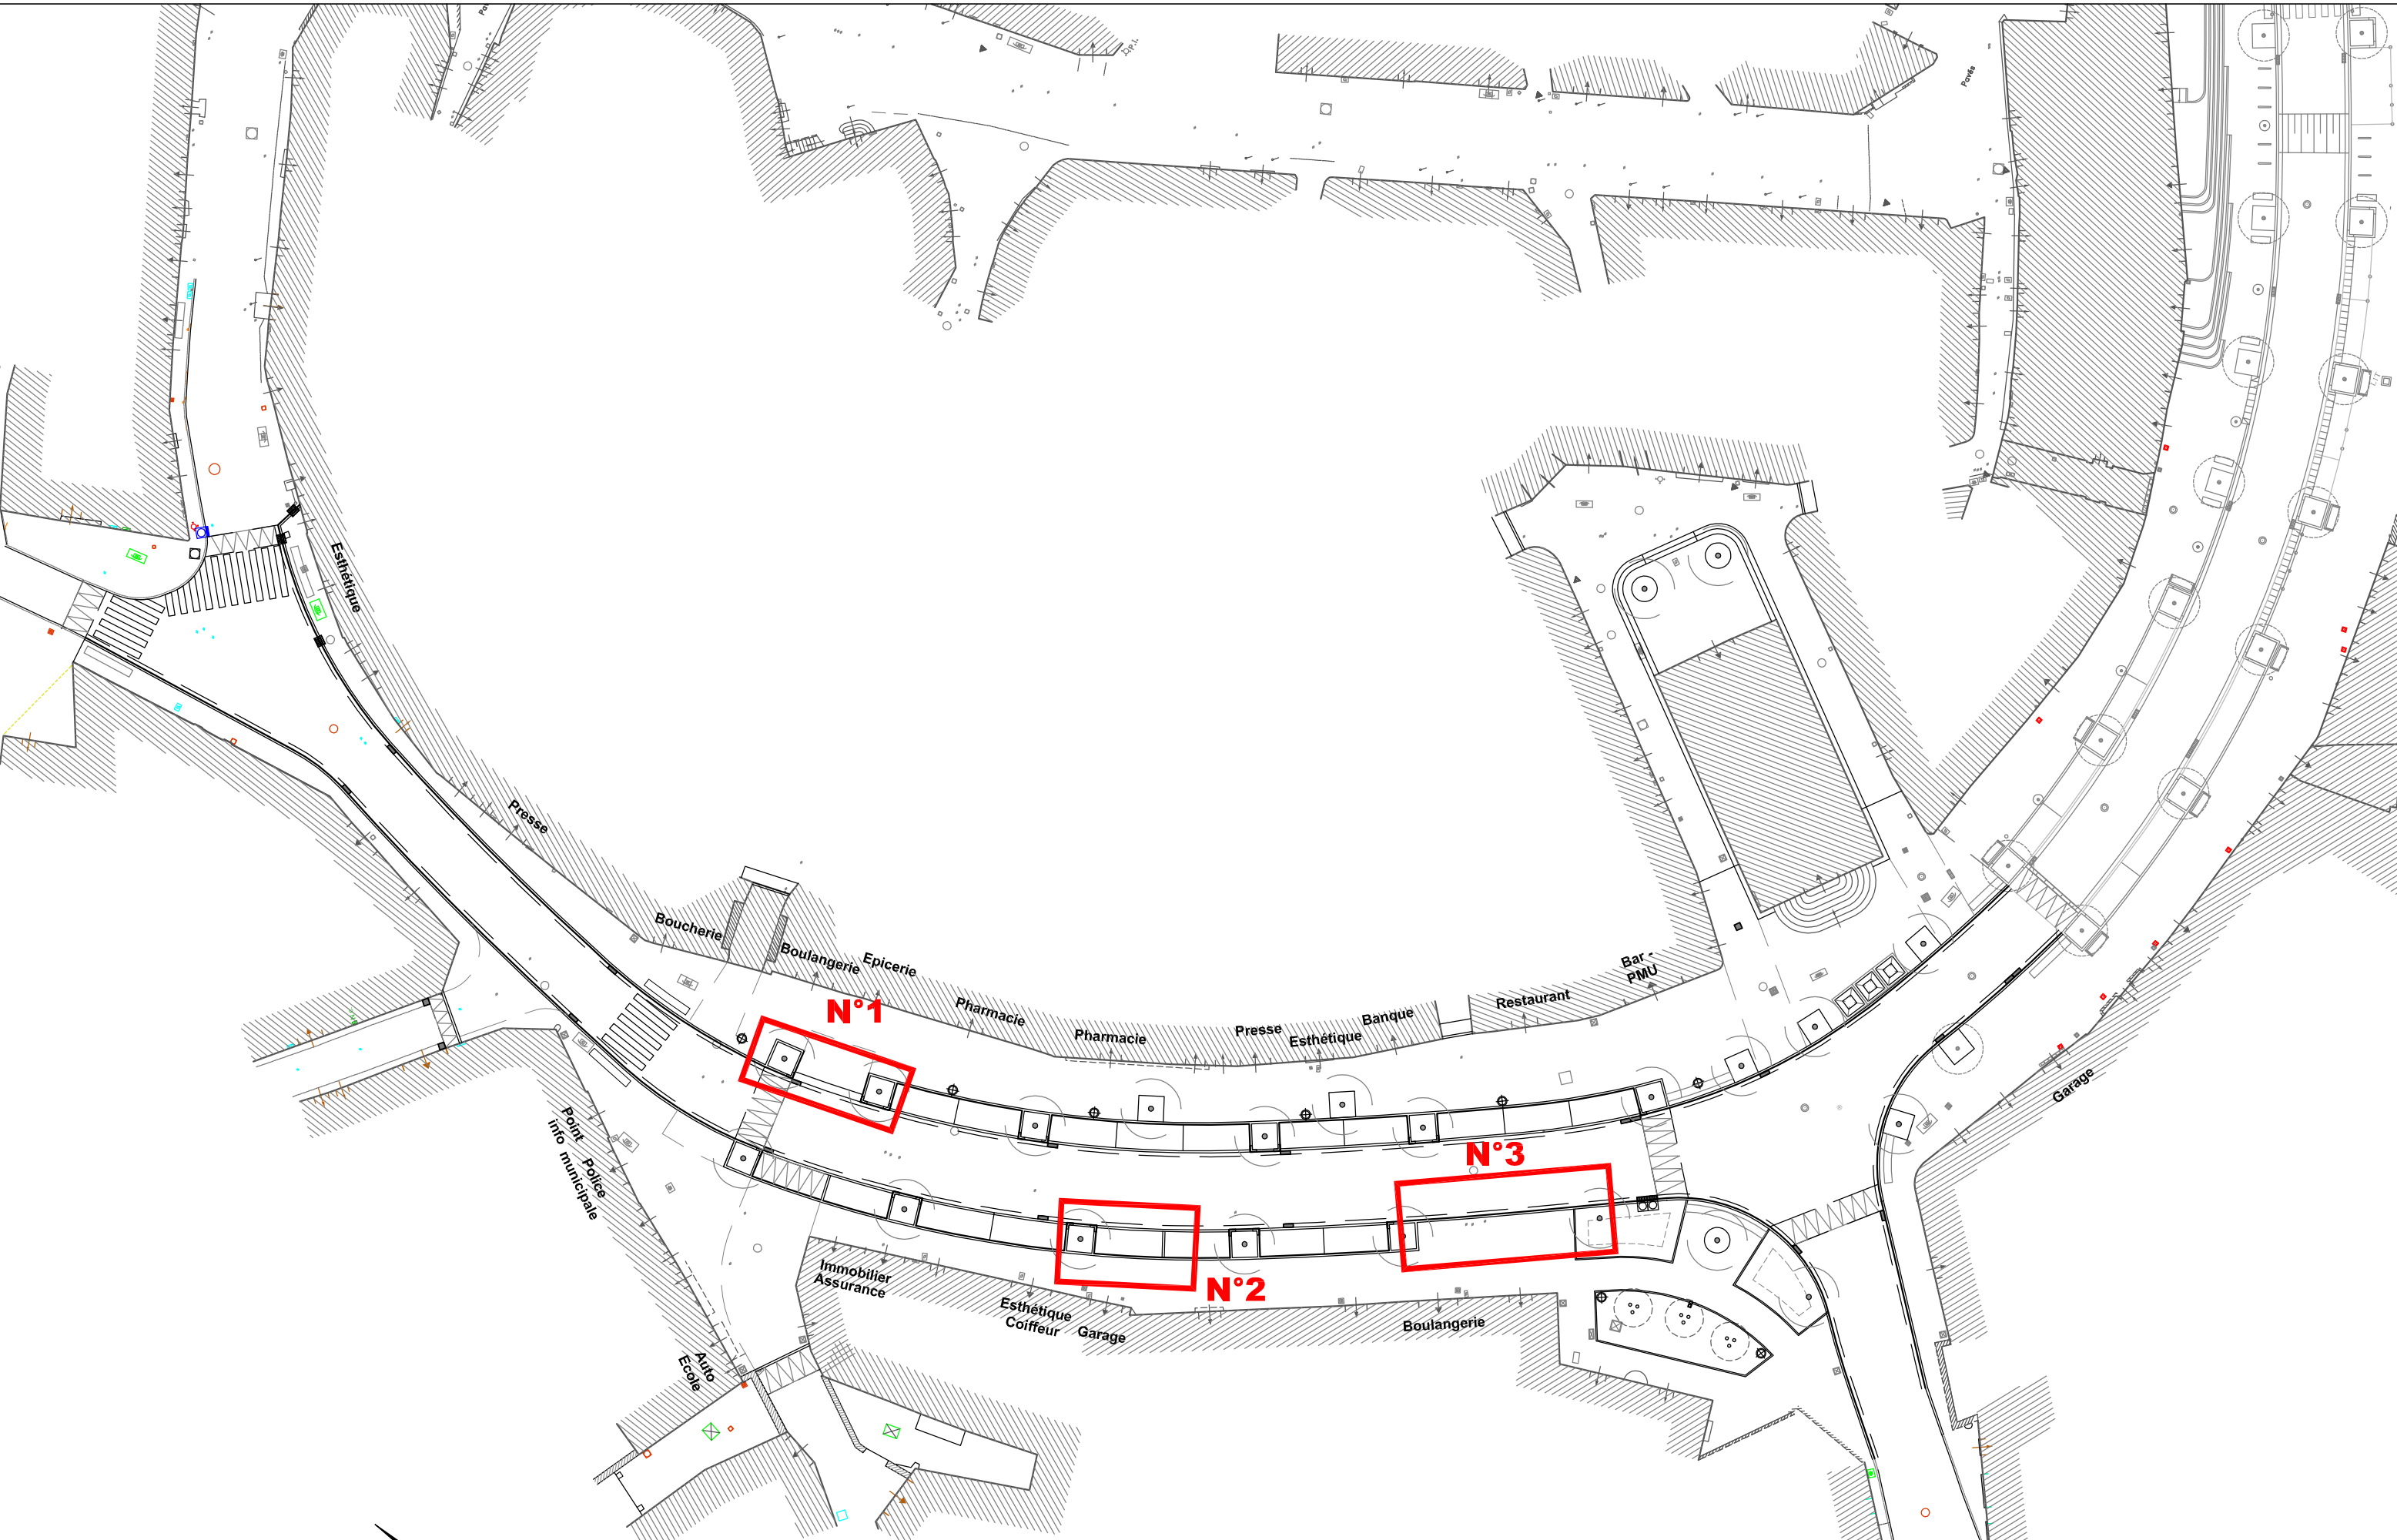 Pavés
Esthétique
Presse
Boucherie
Boulangerie
Epicerie
Pharmacie
Pharmacie
Presse
Esthétique
Banque
Restaurant
Bar -
PMU
N°1
N°3
N°2
Garage
Point
info municipale
Police
Immobilier
Assurance
Esthétique
Coiffeur
Garage
Boulangerie
Auto
Ecole